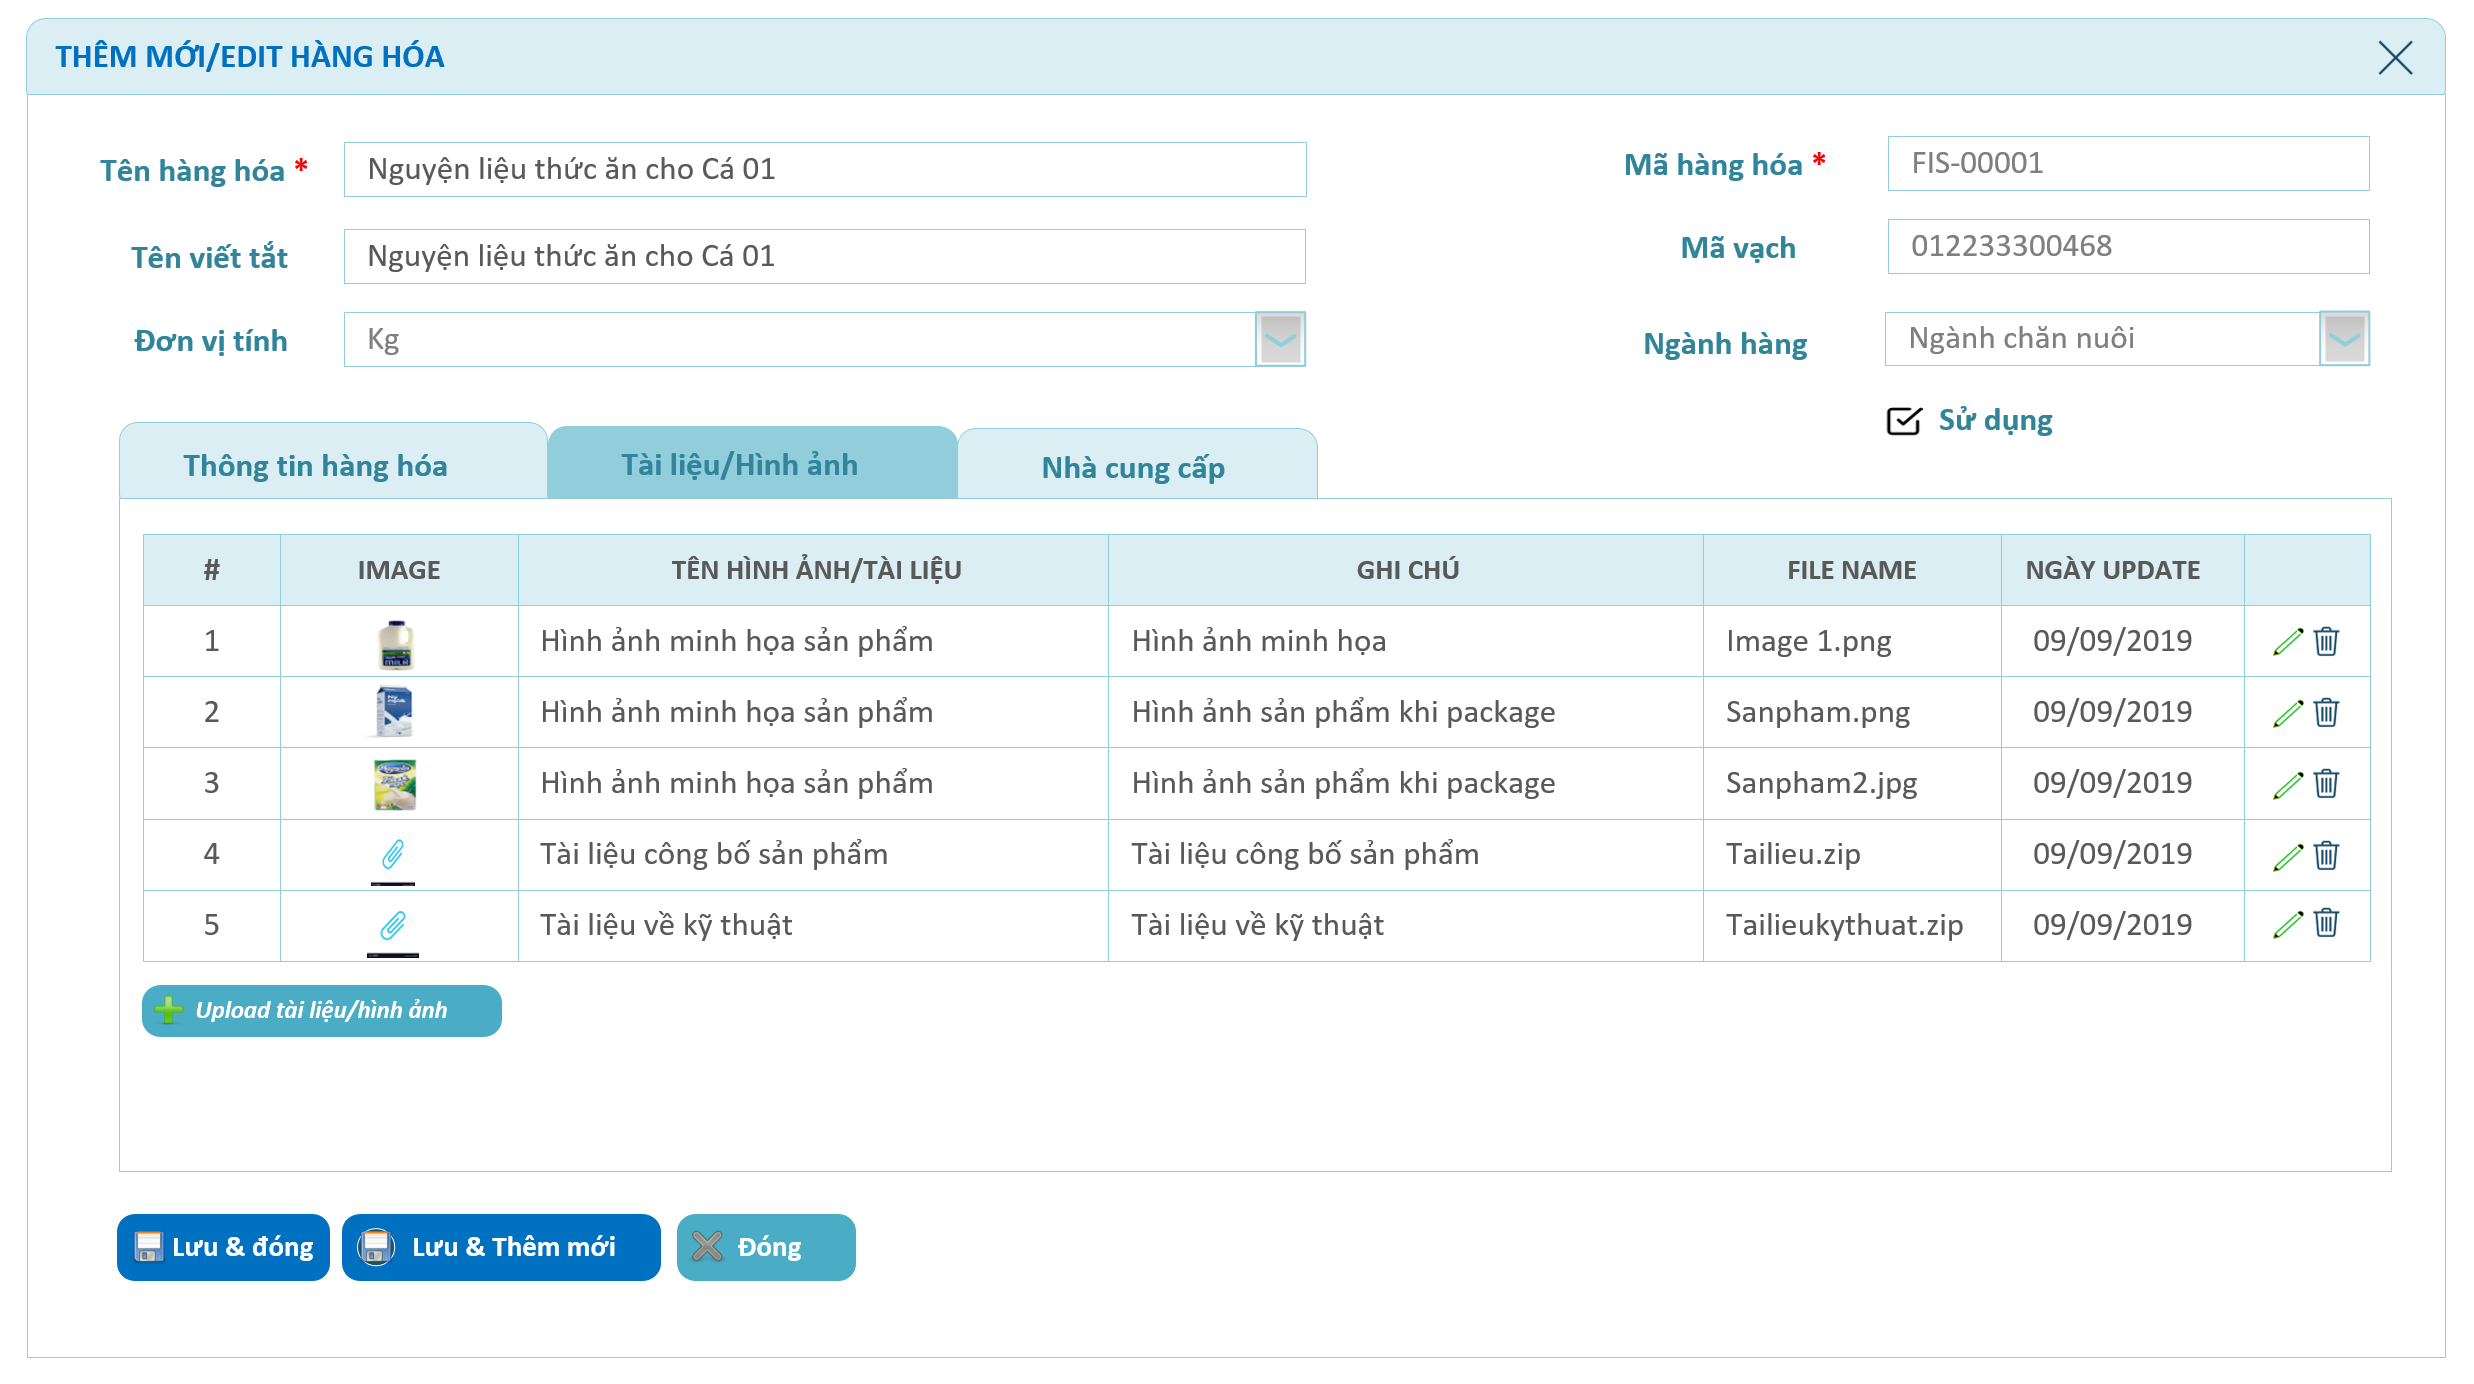 THÊM MỚI/EDIT HÀNG HÓA
Tên hàng hóa * Nguyện liệu thức ăn cho Cá 01 Mã hàng hóa * FIS-00001
Tên viết tắt Nguyện liệu thức ăn cho Cá 01 Mã vạch 012233300468
Đơn vị tính Kg Ngành hàng Ngành chăn nuôi
Sử dụng
Thông tin hàng hóa Tài liệu/Hình ảnh Nhà cung cấp
# IMAGE TÊN HÌNH ẢNH/TÀI LIỆU GHI CHÚ FILE NAME NGÀY UPDATE
1 Hình ảnh minh họa sản phẩm Hình ảnh minh họa Image 1.png 09/09/2019
2 Hình ảnh minh họa sản phẩm Hình ảnh sản phẩm khi package Sanpham.png 09/09/2019
3 Hình ảnh minh họa sản phẩm Hình ảnh sản phẩm khi package Sanpham2.jpg 09/09/2019
4 Tài liệu công bố sản phẩm Tài liệu công bố sản phẩm Tailieu.zip 09/09/2019
5 Tài liệu về kỹ thuật Tài liệu về kỹ thuật Tailieukythuat.zip 09/09/2019
Upload tài liệu/hình ảnh
Lưu & đóng Lưu & Thêm mới Đóng